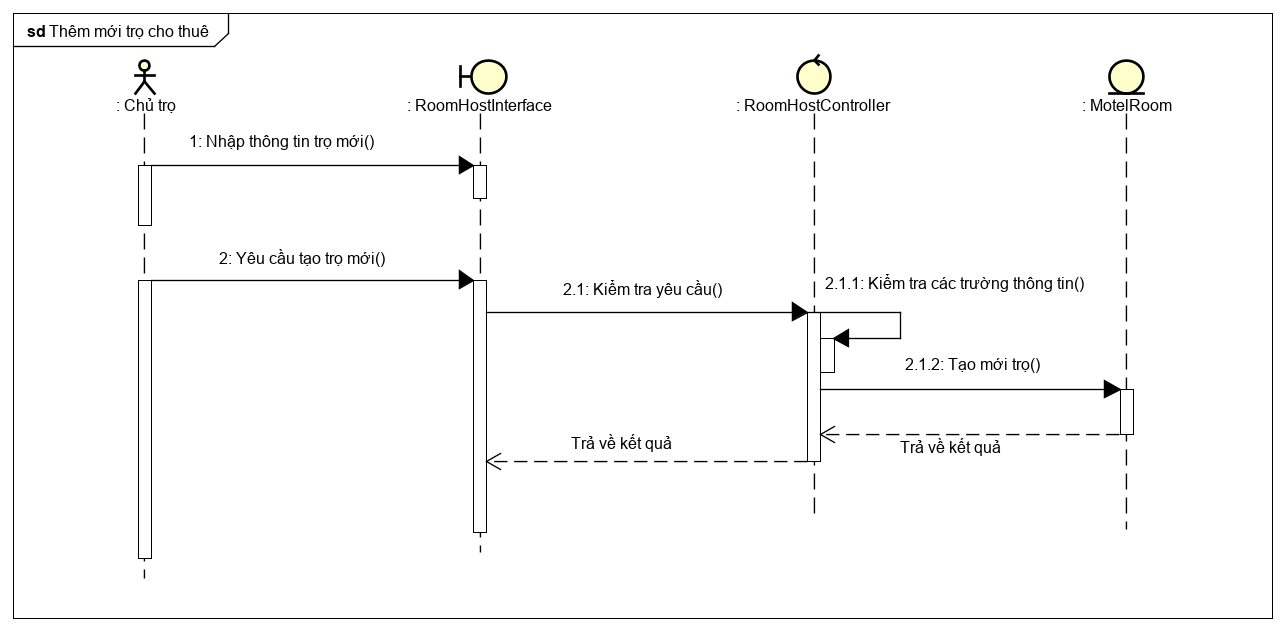 sd Thêm mới trọ cho thuê
: Chủ trọ
: RoomHostInterface
: RoomHostController
: MotelRoom
1: Nhập thông tin trọ mới()
2: Yêu cầu tạo trọ mới()
2.1: Kiểm tra yêu cầu()
2.1.1: Kiểm tra các trường thông tin()
2.1.2: Tạo mới trọ()
Trả về kết quả
Trả về kết quả